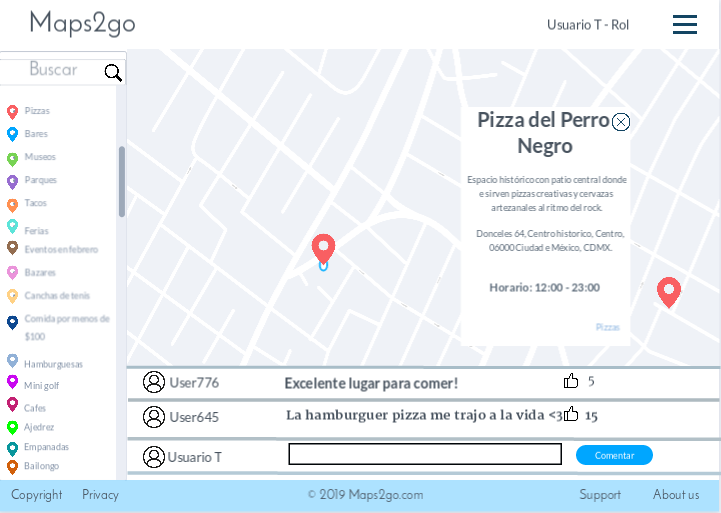 Maps2go
Usuario T - Rol
Buscar
Pizzas
Bares
Museos
Parques
Tacos
Ferias
Eventos en febrero
Bazares
Canchas de tenis
Comida por menos de
$100
Hamburguesas
Mini golf
Cafes
Ajedrez
Empanadas
Bailongo
Pizza del Perro
Negro
Espacio histórico con patio central donde
e sirven pizzas creativas y cervazas
artezanales al ritmo del rock.
Donceles 64, Centro historico, Centro,
06000 Ciudad e México, CDMX.
Horario: 12:00 - 23:00
Pizzas
User776 Excelente lugar para comer! 5
User645 La hamburguer pizza me trajo a la vida <3 15
Usuario T Comentar
Copyright Privacy © 2019 Maps2go.com Support About us